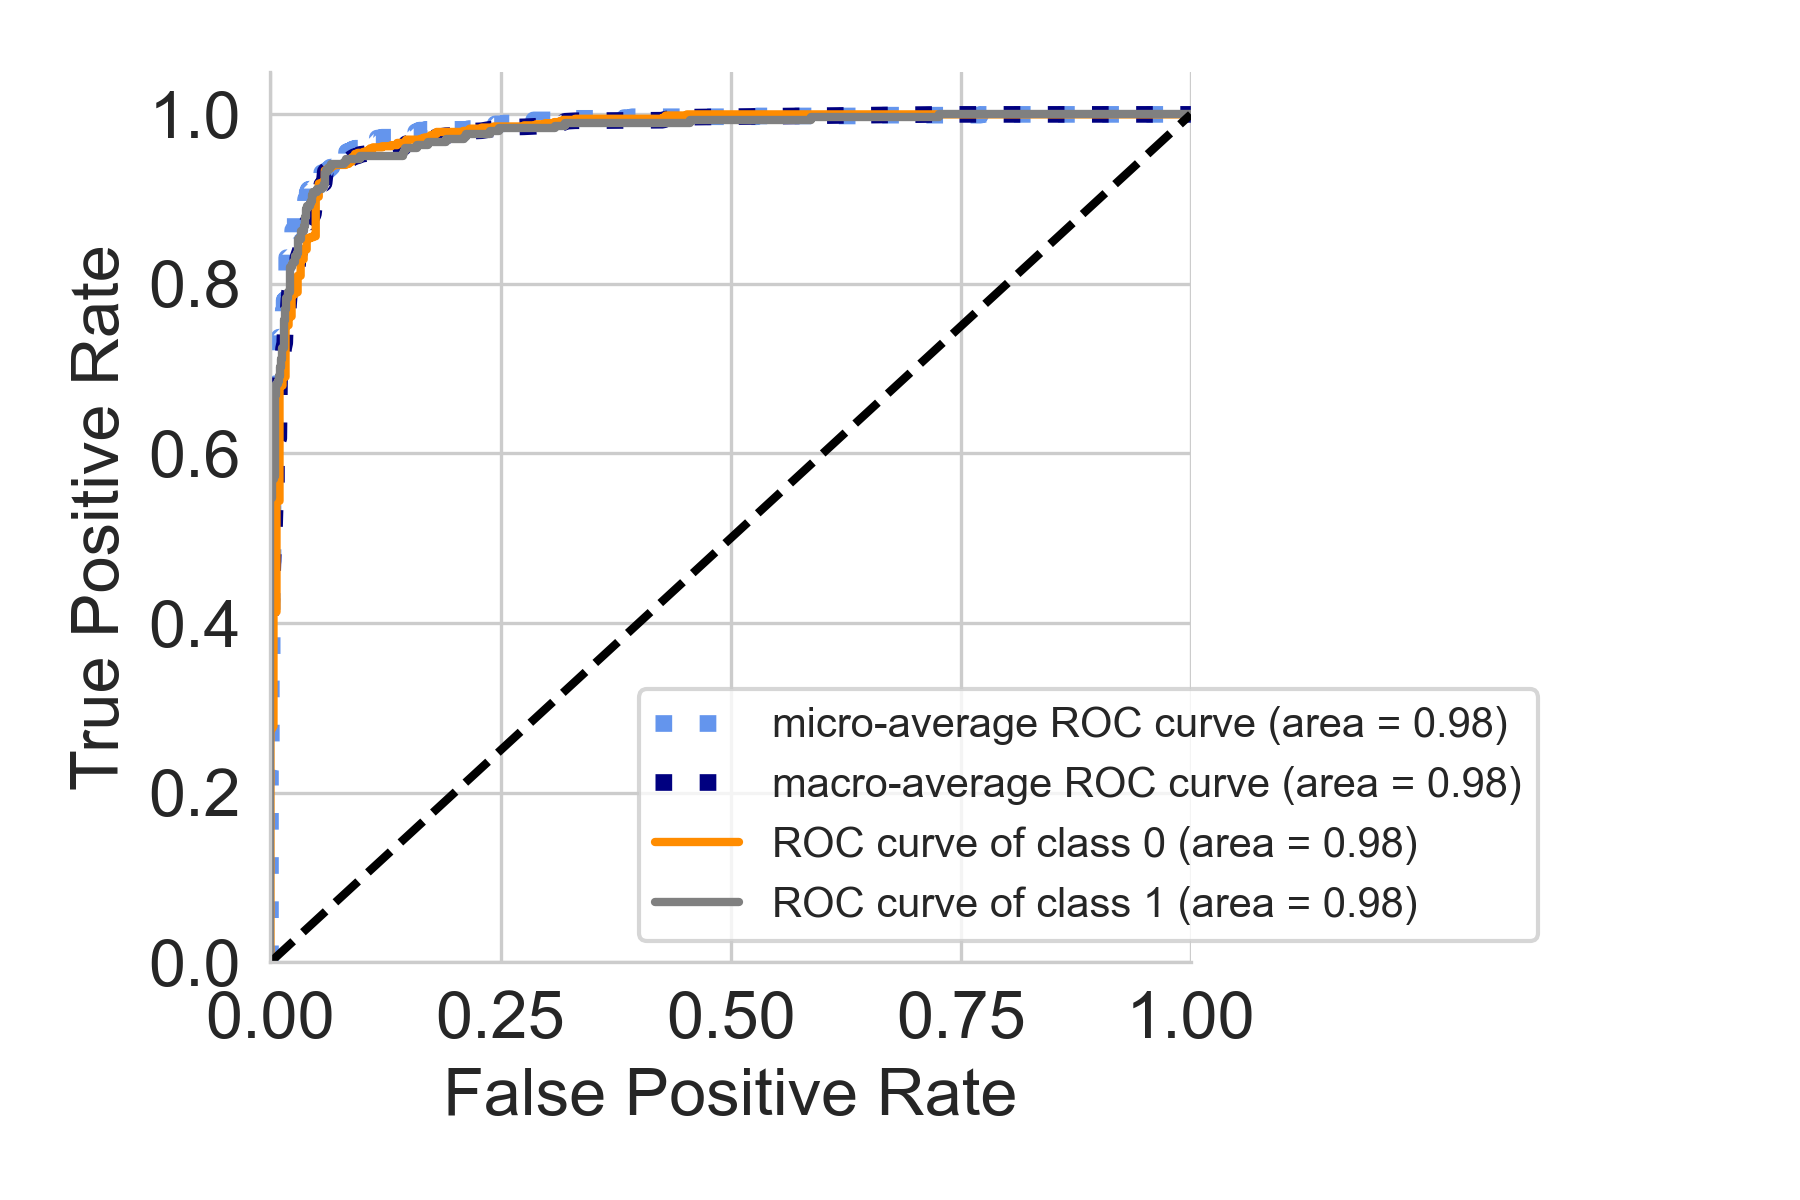 True Positive Rate
1.0
0.8
0.6
0.4
0.2
0.0
0.00 0.25 0.50 0.75 1.00
False Positive Rate
micro-average ROC curve (area = 0.98)
macro-average ROC curve (area = 0.98)
ROC curve of class 0 (area = 0.98)
ROC curve of class 1 (area = 0.98)